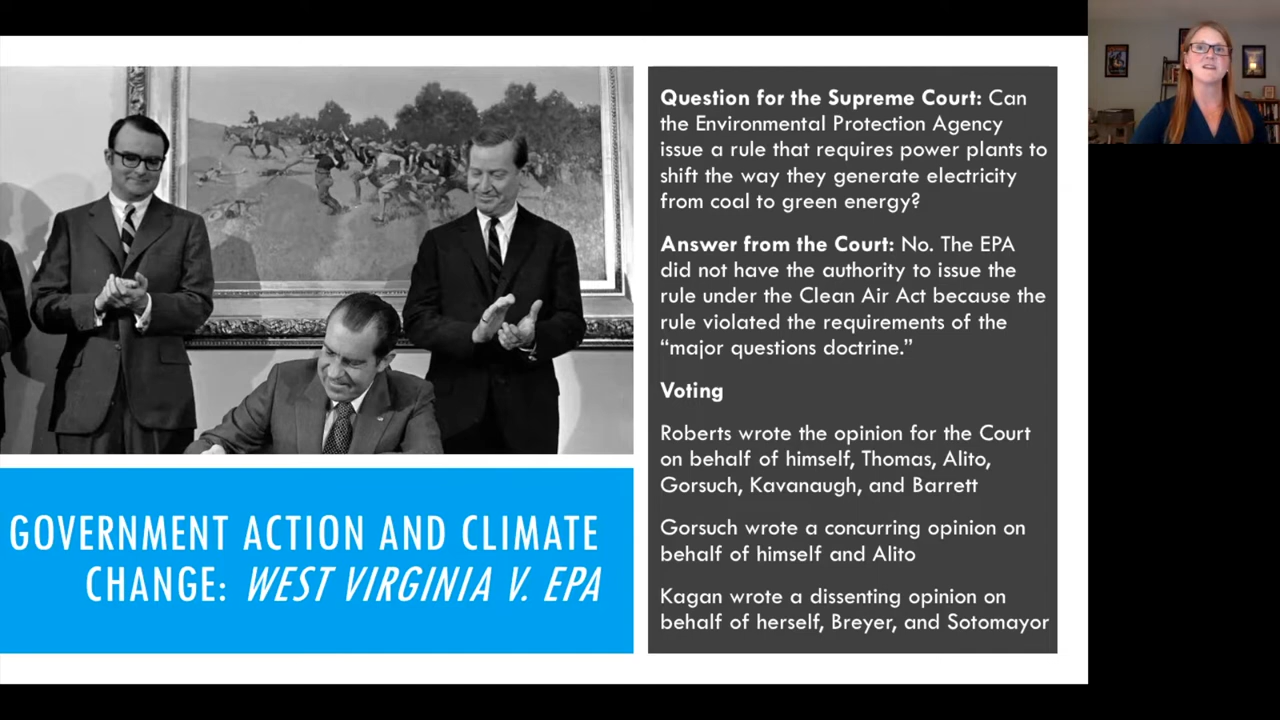 Question for the Supreme Court: Can
the Environmental Protection Agency
issue a rule that requires power plants to
shift the way they generate electricity
from coal to green energy?
Answer from the Court: No. The EPA
did not have the authority to issue the
rule under the Clean Air Act because the
rule violated the requirements of the
“major questions doctrine.”
Voting
Roberts wrote the opinion for the Court
on behalf of himself, Thomas, Alito,
Gorsuch, Kavanaugh, and Barrett
Gorsuch wrote a concurring opinion on
behalf of himself and Alito
Kagan wrote a dissenting opinion on
behalf of herself, Breyer, and Sotomayor
GOVERNMENT ACTION AND CLIMATE
CHANGE: WEST VIRGINIA V. EPA